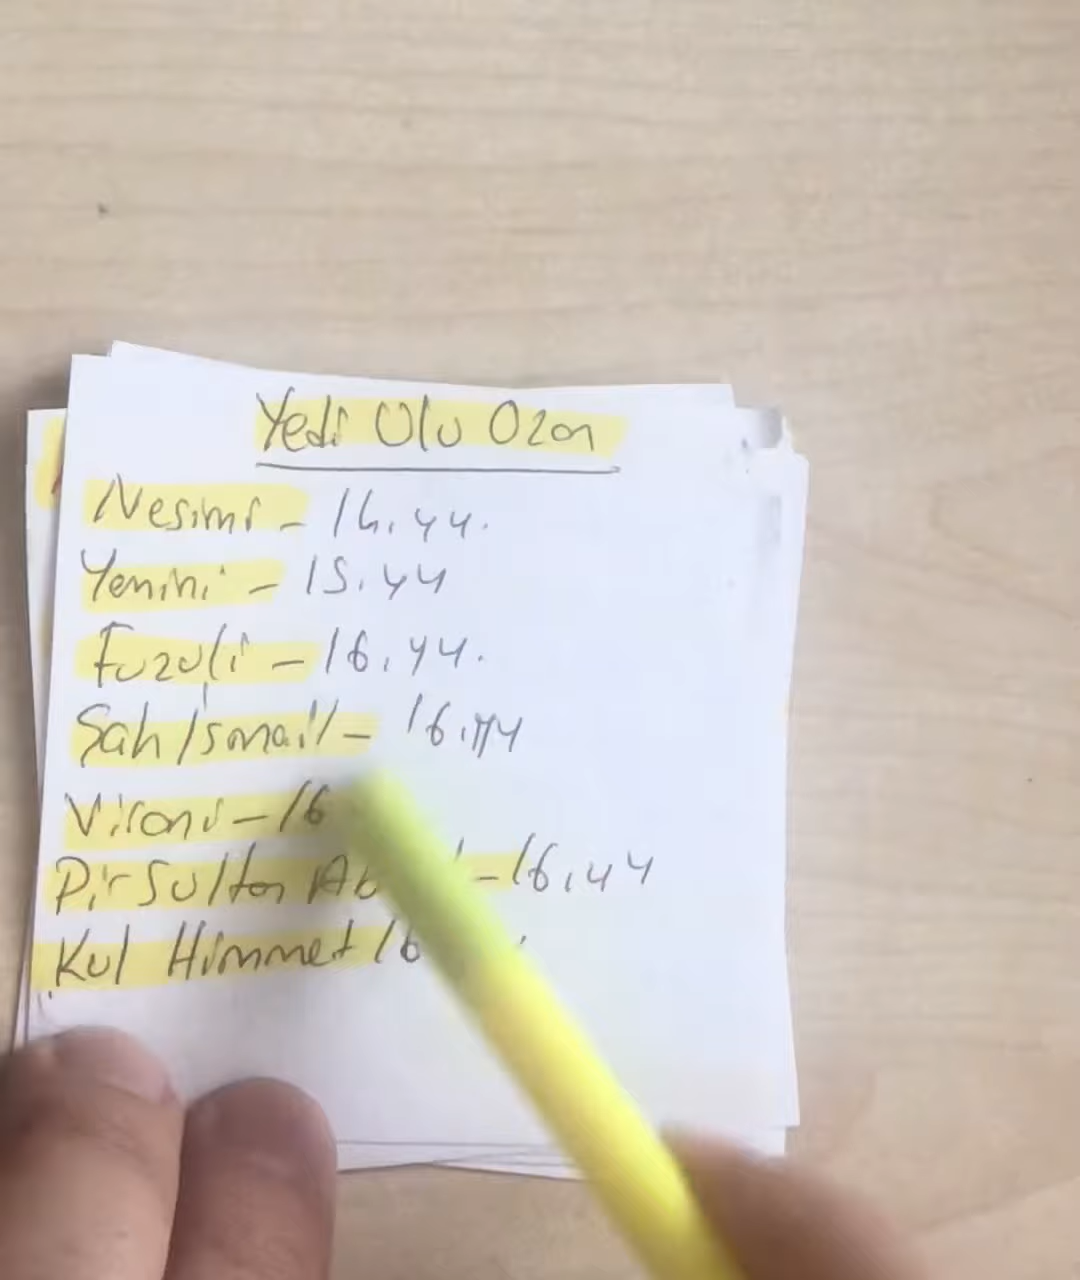 Yedi Ulu Ozan
Nesimi - 14.yy.
Yemini - 15.yy
Fuzuli - 16.yy.
Şah İsmail - 16.yy
Virani - 16
Pir Sultan - 16.yy
Kul Himmet 16